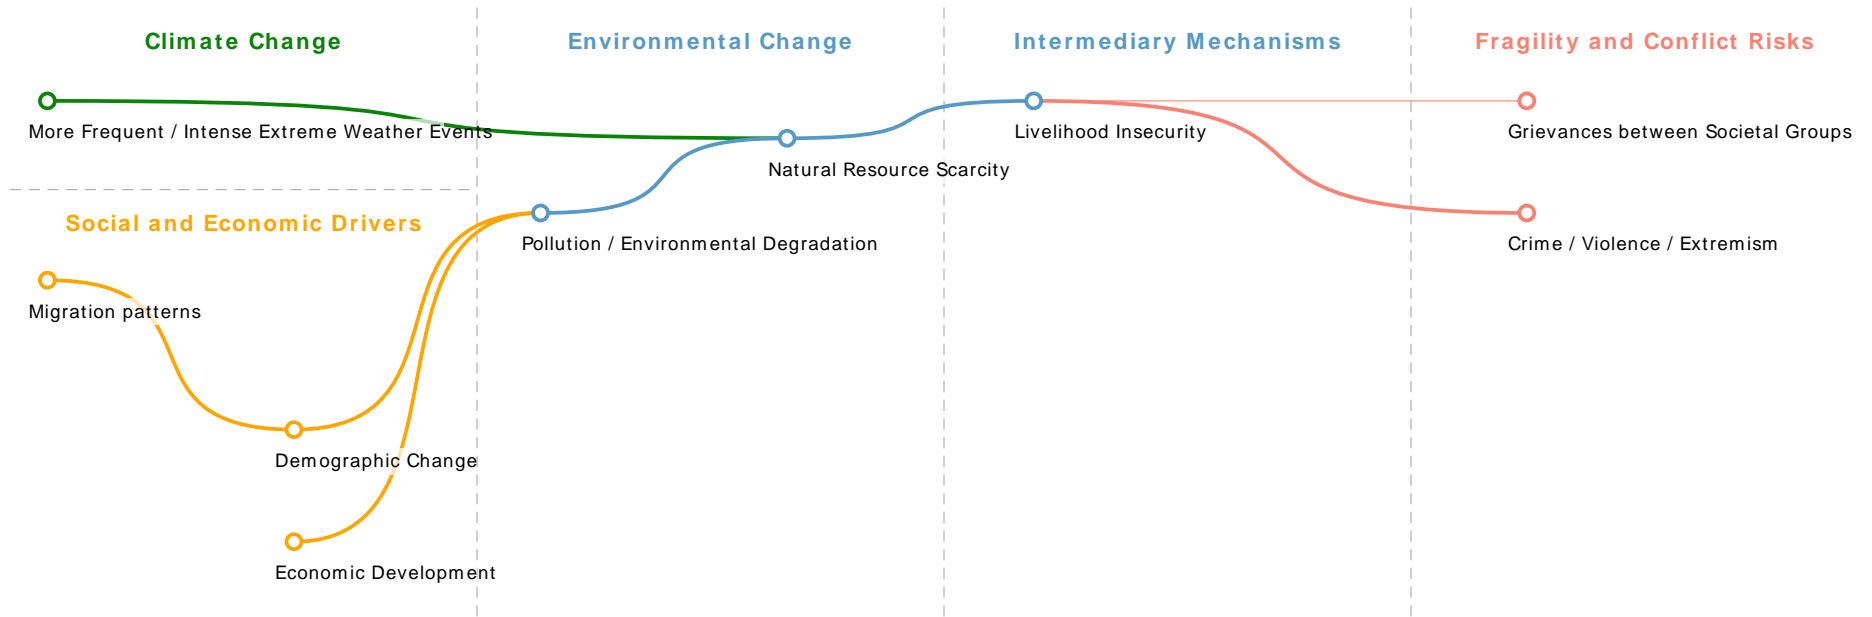 Climate Change
Environmental Change
Intermediary Mechanisms
Fragility and Conflict Risks
More Frequent / Intense Extreme Weather Events
Livelihood Insecurity
Grievances between Societal Groups
Natural Resource Scarcity
Social and Economic Drivers
Pollution / Environmental Degradation
Crime / Violence / Extremism
Migration patterns
Demographic Change
Economic Development